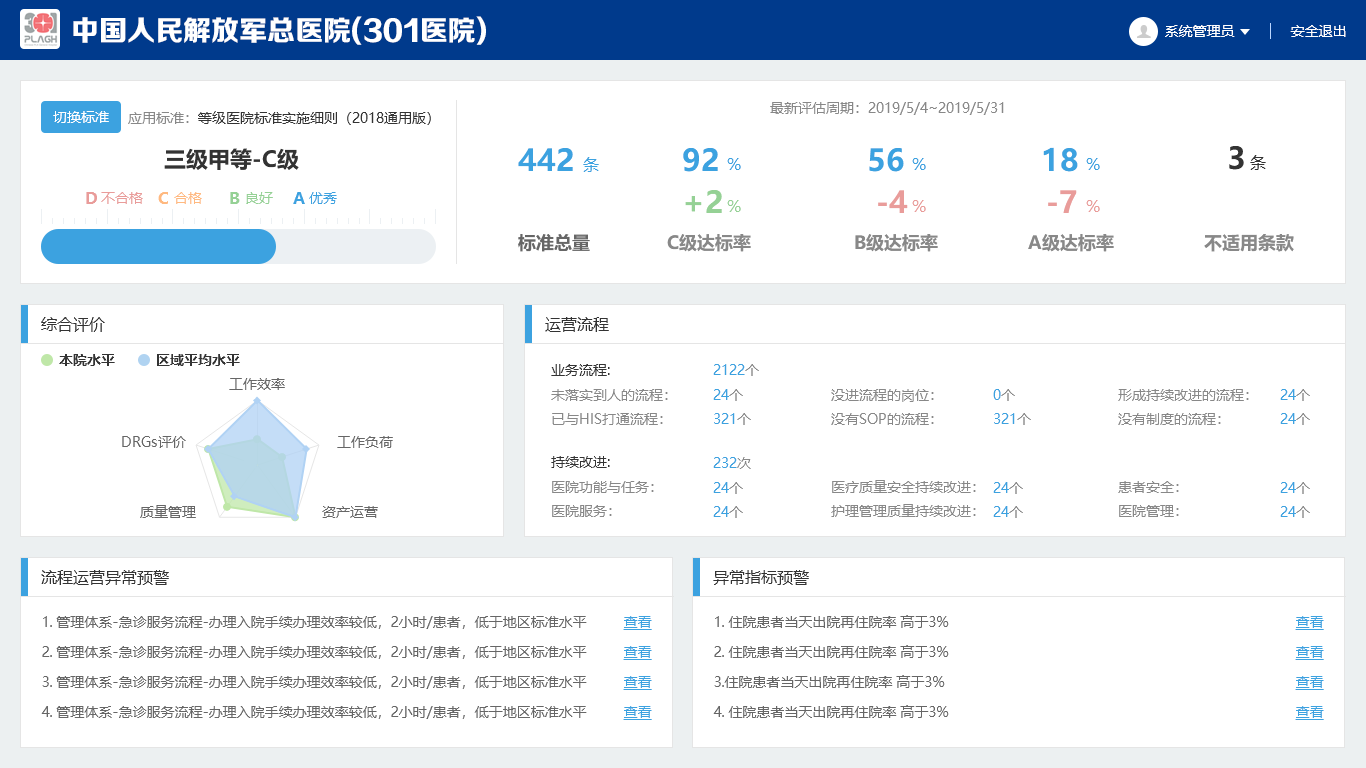 301
PLAGH
中国人民解放军总医院(301医院)
系统管理员
安全退出
切换标准 应用标准：等级医院标准实施细则（2018通用版）
三级甲等-C级
D 不合格 C 合格 B 良好 A 优秀
最新评估周期：2019/5/4~2019/5/31
442 条 92 % 56 % 18 % 3 条
+2 % -4 % -7 %
标准总量 C级达标率 B级达标率 A级达标率 不适用条款
综合评价
本院水平 区域平均水平
工作效率
DRGs评价 工作负荷
质量管理 资产运营
运营流程
业务流程: 2122个
未落实到人的流程： 24个 没进流程的岗位： 0个 形成持续改进的流程： 24个
已与HIS打通流程： 321个 没有SOP的流程： 321个 没有制度的流程： 24个
持续改进: 232次
医院功能与任务： 24个 医疗质量安全持续改进： 24个 患者安全： 24个
医院服务： 24个 护理管理质量持续改进： 24个 医院管理： 24个
流程运营异常预警
1. 管理体系-急诊服务流程-办理入院手续办理效率较低，2小时/患者，低于地区标准水平 查看
2. 管理体系-急诊服务流程-办理入院手续办理效率较低，2小时/患者，低于地区标准水平 查看
3. 管理体系-急诊服务流程-办理入院手续办理效率较低，2小时/患者，低于地区标准水平 查看
4. 管理体系-急诊服务流程-办理入院手续办理效率较低，2小时/患者，低于地区标准水平 查看
异常指标预警
1. 住院患者当天出院再住院率 高于3% 查看
2. 住院患者当天出院再住院率 高于3% 查看
3.住院患者当天出院再住院率 高于3% 查看
4. 住院患者当天出院再住院率 高于3% 查看